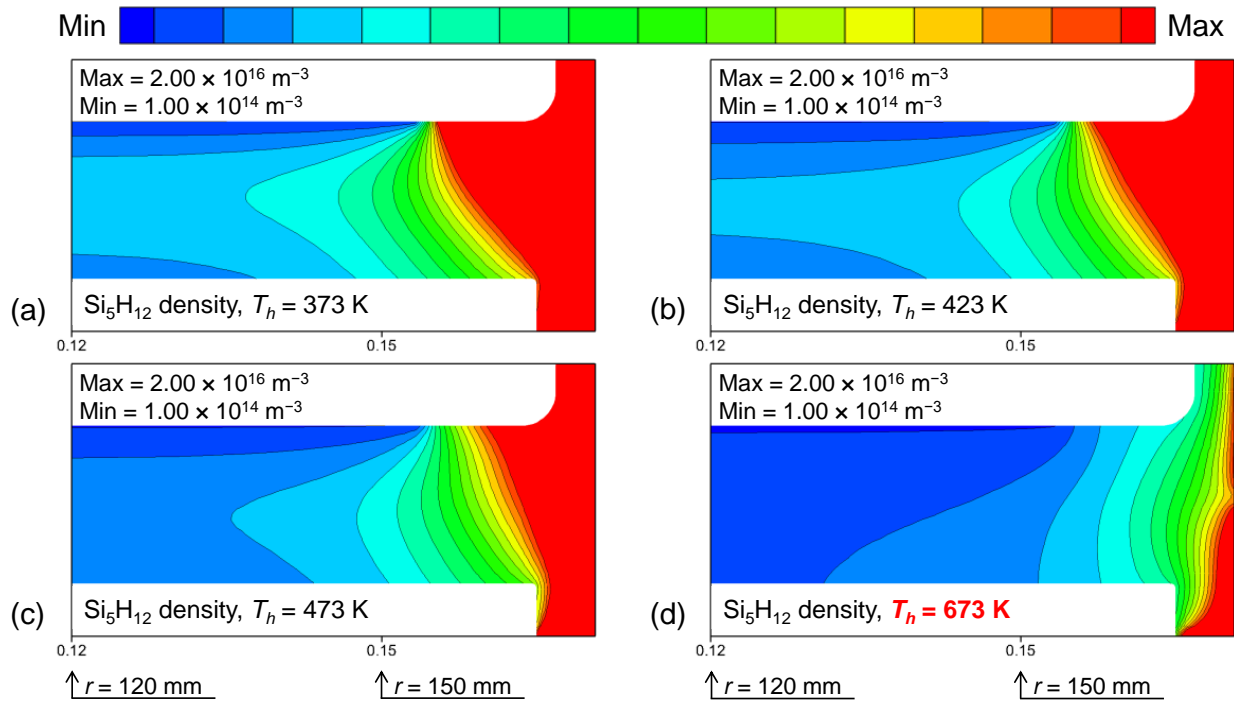 Min Max
Max = 2.00 × 10¹⁶ m⁻³
Min = 1.00 × 10¹⁴ m⁻³
(a) Si₅H₁₂ density, Tₕ = 373 K
0.12 0.15
Max = 2.00 × 10¹⁶ m⁻³
Min = 1.00 × 10¹⁴ m⁻³
(b) Si₅H₁₂ density, Tₕ = 423 K
0.12 0.15
Max = 2.00 × 10¹⁶ m⁻³
Min = 1.00 × 10¹⁴ m⁻³
(c) Si₅H₁₂ density, Tₕ = 473 K
0.12 0.15
r = 120 mm r = 150 mm
Max = 2.00 × 10¹⁶ m⁻³
Min = 1.00 × 10¹⁴ m⁻³
(d) Si₅H₁₂ density, Tₕ = 673 K
0.12 0.15
r = 120 mm r = 150 mm